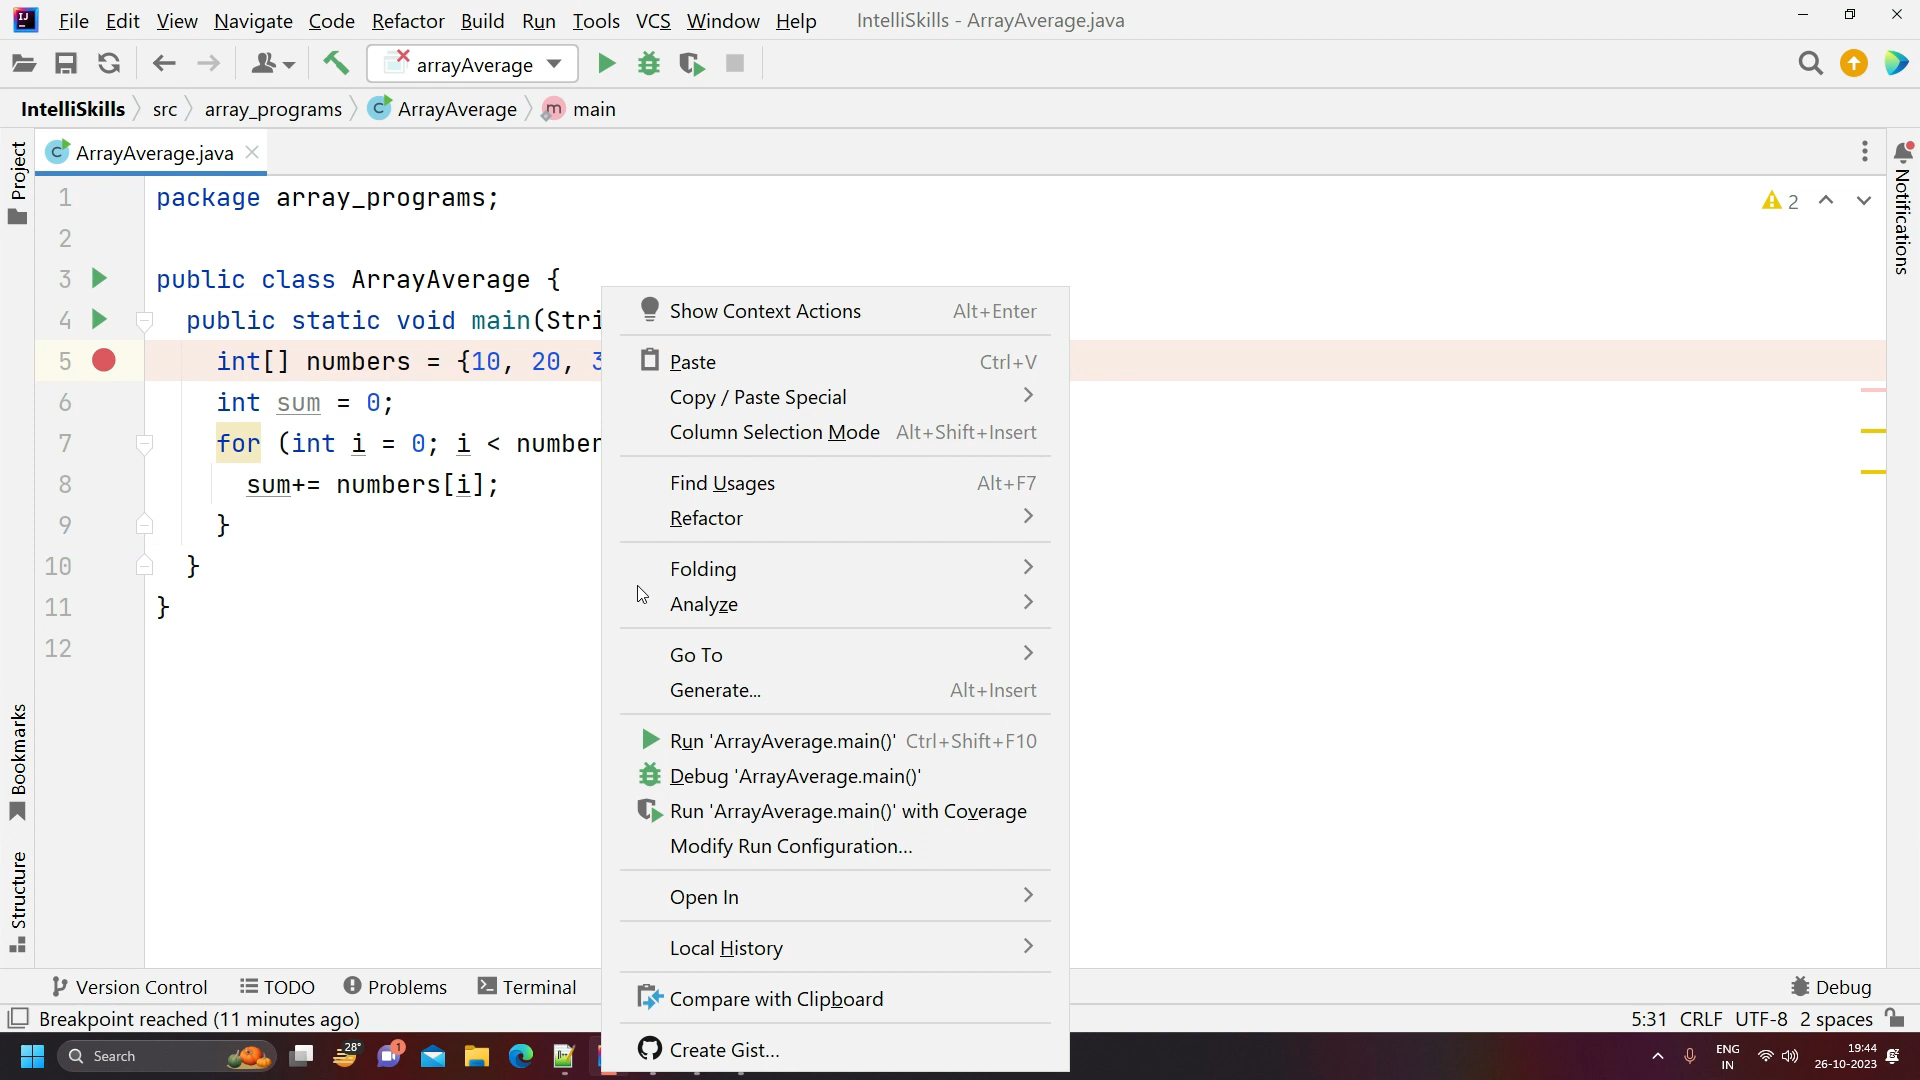 File Edit View Navigate Code Refactor Build Run Tools VCS Window Help IntelliSkills - ArrayAverage.java
arrayAverage
IntelliSkills src array_programs ArrayAverage main
Project
ArrayAverage.java
Notifications
1 package array_programs;
2
2
3 public class ArrayAverage {
4 public static void main(Stri
5 int[] numbers = {10, 20, 3
6 int sum = 0;
7 for (int i = 0; i < number
8 sum+= numbers[i];
9 }
10 }
11 }
12
Show Context Actions Alt+Enter
Paste Ctrl+V
Copy / Paste Special
Column Selection Mode Alt+Shift+Insert
Find Usages Alt+F7
Refactor
Folding
Analyze
Go To
Generate... Alt+Insert
Run 'ArrayAverage.main()' Ctrl+Shift+F10
Debug 'ArrayAverage.main()'
Run 'ArrayAverage.main()' with Coverage
Modify Run Configuration...
Open In
Local History
Compare with Clipboard
Create Gist...
Bookmarks
Structure
Version Control TODO Problems Terminal Debug
Breakpoint reached (11 minutes ago) 5:31 CRLF UTF-8 2 spaces
Search 28° 1 ENG IN 19:44 26-10-2023